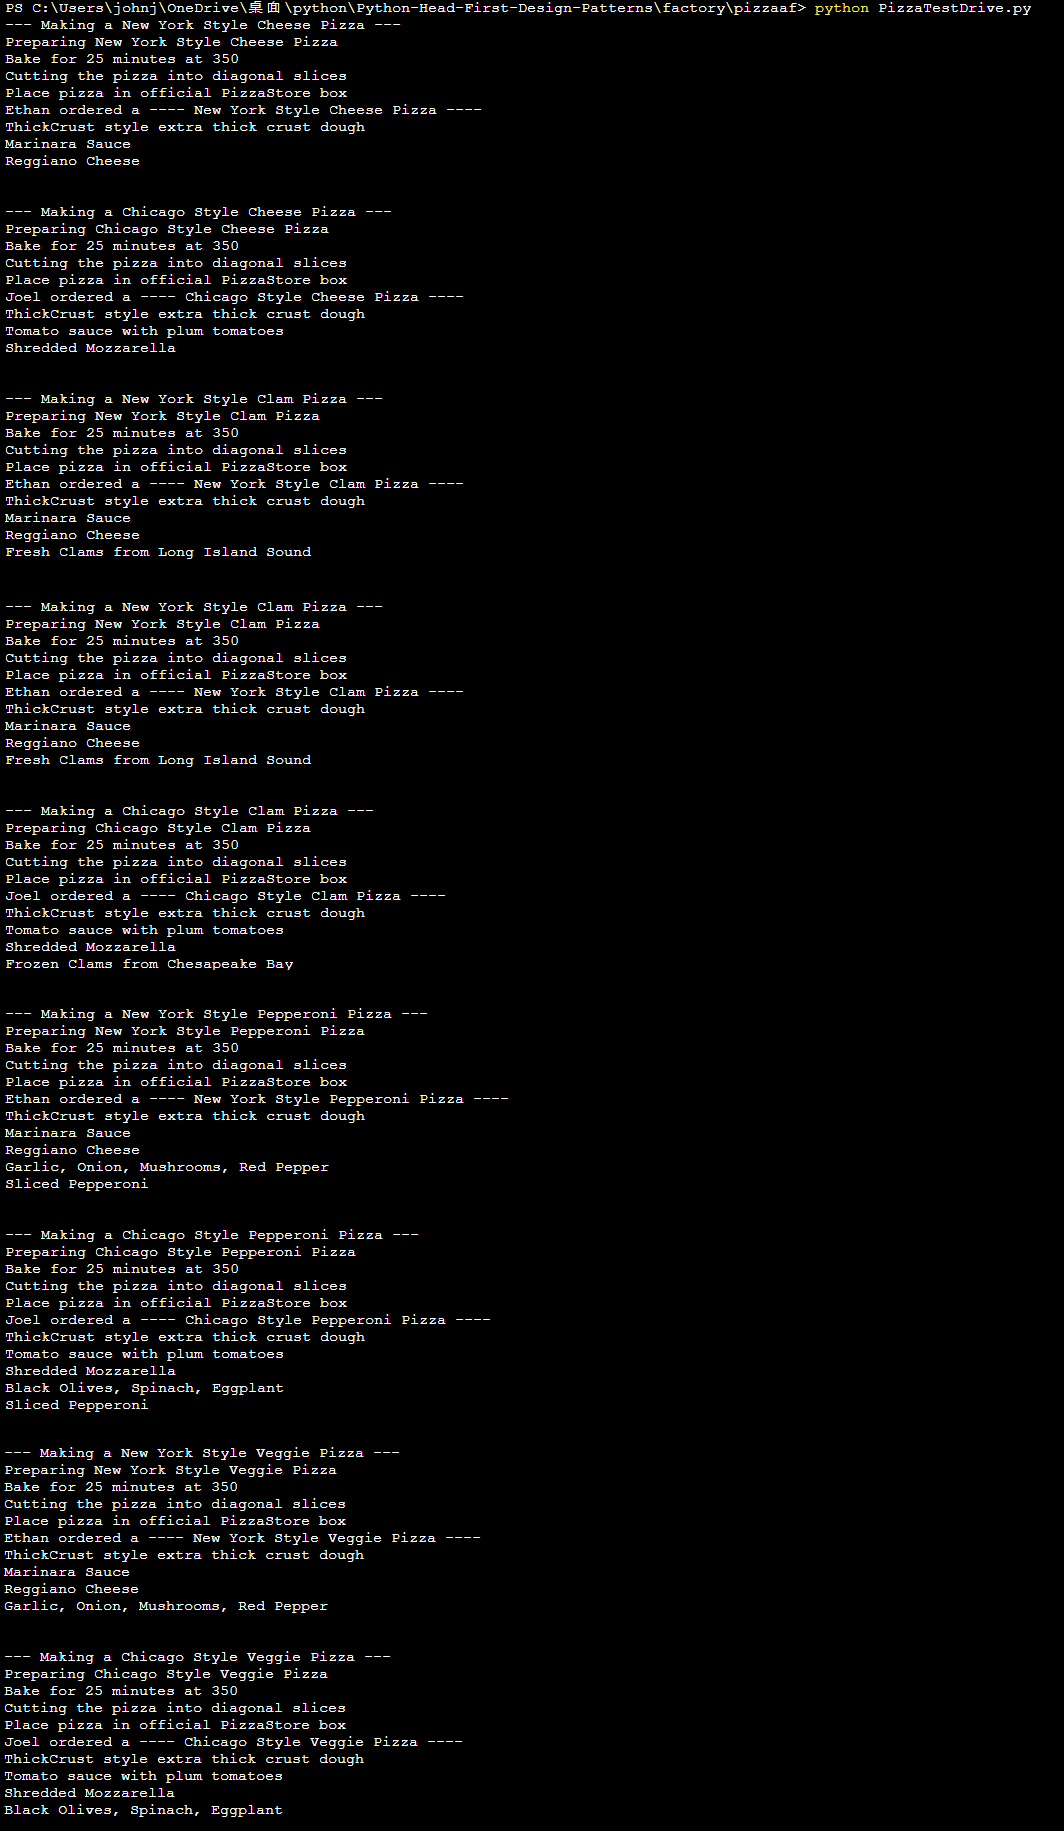 PS C:\Users\johnj\OneDrive\桌面\python\Python-Head-First-Design-Patterns\factory\pizzaaf> python PizzaTestDrive.py
--- Making a New York Style Cheese Pizza ---
Preparing New York Style Cheese Pizza
Bake for 25 minutes at 350
Cutting the pizza into diagonal slices
Place pizza in official PizzaStore box
Ethan ordered a ---- New York Style Cheese Pizza ----
ThickCrust style extra thick crust dough
Marinara Sauce
Reggiano Cheese
--- Making a Chicago Style Cheese Pizza ---
Preparing Chicago Style Cheese Pizza
Bake for 25 minutes at 350
Cutting the pizza into diagonal slices
Place pizza in official PizzaStore box
Joel ordered a ---- Chicago Style Cheese Pizza ----
ThickCrust style extra thick crust dough
Tomato sauce with plum tomatoes
Shredded Mozzarella
--- Making a New York Style Clam Pizza ---
Preparing New York Style Clam Pizza
Bake for 25 minutes at 350
Cutting the pizza into diagonal slices
Place pizza in official PizzaStore box
Ethan ordered a ---- New York Style Clam Pizza ----
ThickCrust style extra thick crust dough
Marinara Sauce
Reggiano Cheese
Fresh Clams from Long Island Sound
--- Making a New York Style Clam Pizza ---
Preparing New York Style Clam Pizza
Bake for 25 minutes at 350
Cutting the pizza into diagonal slices
Place pizza in official PizzaStore box
Ethan ordered a ---- New York Style Clam Pizza ----
ThickCrust style extra thick crust dough
Marinara Sauce
Reggiano Cheese
Fresh Clams from Long Island Sound
--- Making a Chicago Style Clam Pizza ---
Preparing Chicago Style Clam Pizza
Bake for 25 minutes at 350
Cutting the pizza into diagonal slices
Place pizza in official PizzaStore box
Joel ordered a ---- Chicago Style Clam Pizza ----
ThickCrust style extra thick crust dough
Tomato sauce with plum tomatoes
Shredded Mozzarella
Frozen Clams from Chesapeake Bay
--- Making a New York Style Pepperoni Pizza ---
Preparing New York Style Pepperoni Pizza
Bake for 25 minutes at 350
Cutting the pizza into diagonal slices
Place pizza in official PizzaStore box
Ethan ordered a ---- New York Style Pepperoni Pizza ----
ThickCrust style extra thick crust dough
Marinara Sauce
Reggiano Cheese
Garlic, Onion, Mushrooms, Red Pepper
Sliced Pepperoni
--- Making a Chicago Style Pepperoni Pizza ---
Preparing Chicago Style Pepperoni Pizza
Bake for 25 minutes at 350
Cutting the pizza into diagonal slices
Place pizza in official PizzaStore box
Joel ordered a ---- Chicago Style Pepperoni Pizza ----
ThickCrust style extra thick crust dough
Tomato sauce with plum tomatoes
Shredded Mozzarella
Black Olives, Spinach, Eggplant
Sliced Pepperoni
--- Making a New York Style Veggie Pizza ---
Preparing New York Style Veggie Pizza
Bake for 25 minutes at 350
Cutting the pizza into diagonal slices
Place pizza in official PizzaStore box
Ethan ordered a ---- New York Style Veggie Pizza ----
ThickCrust style extra thick crust dough
Marinara Sauce
Reggiano Cheese
Garlic, Onion, Mushrooms, Red Pepper
--- Making a Chicago Style Veggie Pizza ---
Preparing Chicago Style Veggie Pizza
Bake for 25 minutes at 350
Cutting the pizza into diagonal slices
Place pizza in official PizzaStore box
Joel ordered a ---- Chicago Style Veggie Pizza ----
ThickCrust style extra thick crust dough
Tomato sauce with plum tomatoes
Shredded Mozzarella
Black Olives, Spinach, Eggplant